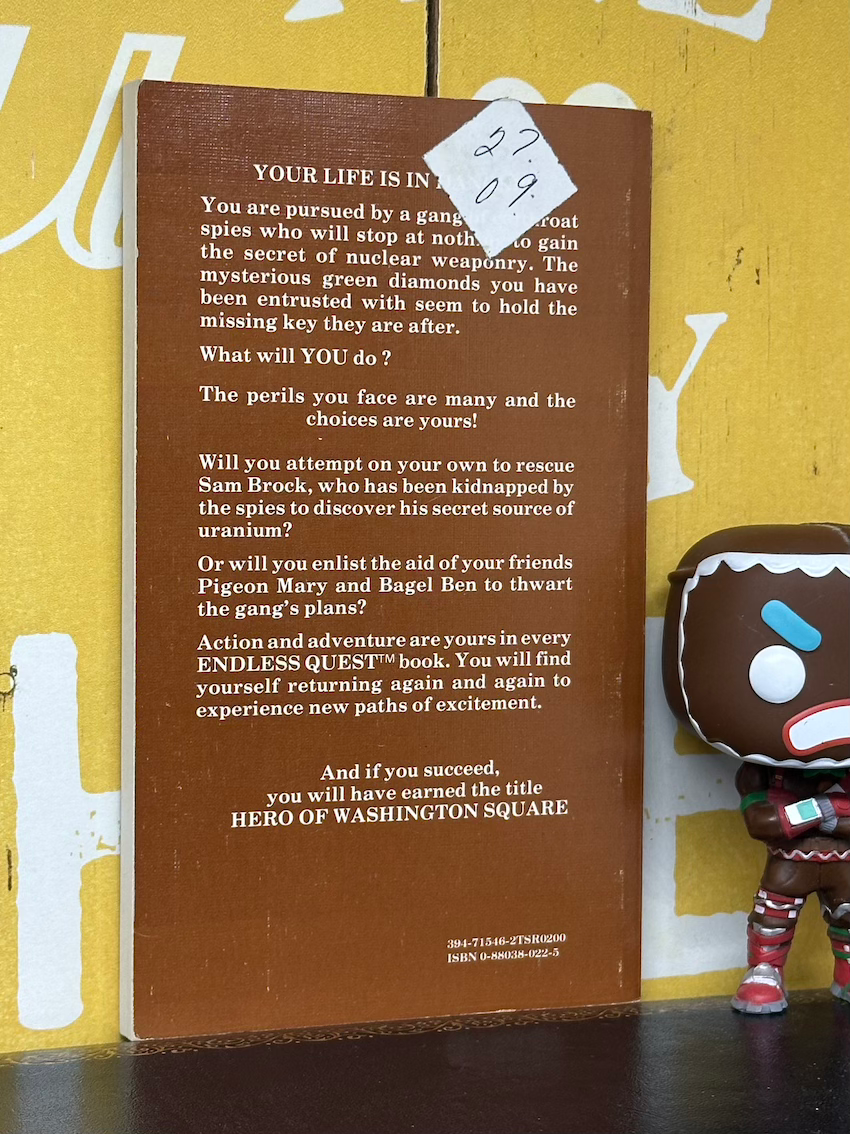 27.
09.
YOUR LIFE IS IN
You are pursued by a gang
spies who will stop at to gain
the secret of nuclear weaponry. The
mysterious green diamonds you have
been entrusted with seem to hold the
missing key they are after.
What will YOU do ?
The perils you face are many and the
choices are yours!
Will you attempt on your own to rescue
Sam Brock, who has been kidnapped by
the spies to discover his secret source of
uranium?
Or will you enlist the aid of your friends
Pigeon Mary and Bagel Ben to thwart
the gang's plans?
Action and adventure are yours in every
ENDLESS QUEST™ book. You will find
yourself returning again and again to
experience new paths of excitement.
And if you succeed,
you will have earned the title
HERO OF WASHINGTON SQUARE
394-71546-2TSR0200
ISBN 0-88038-022-5